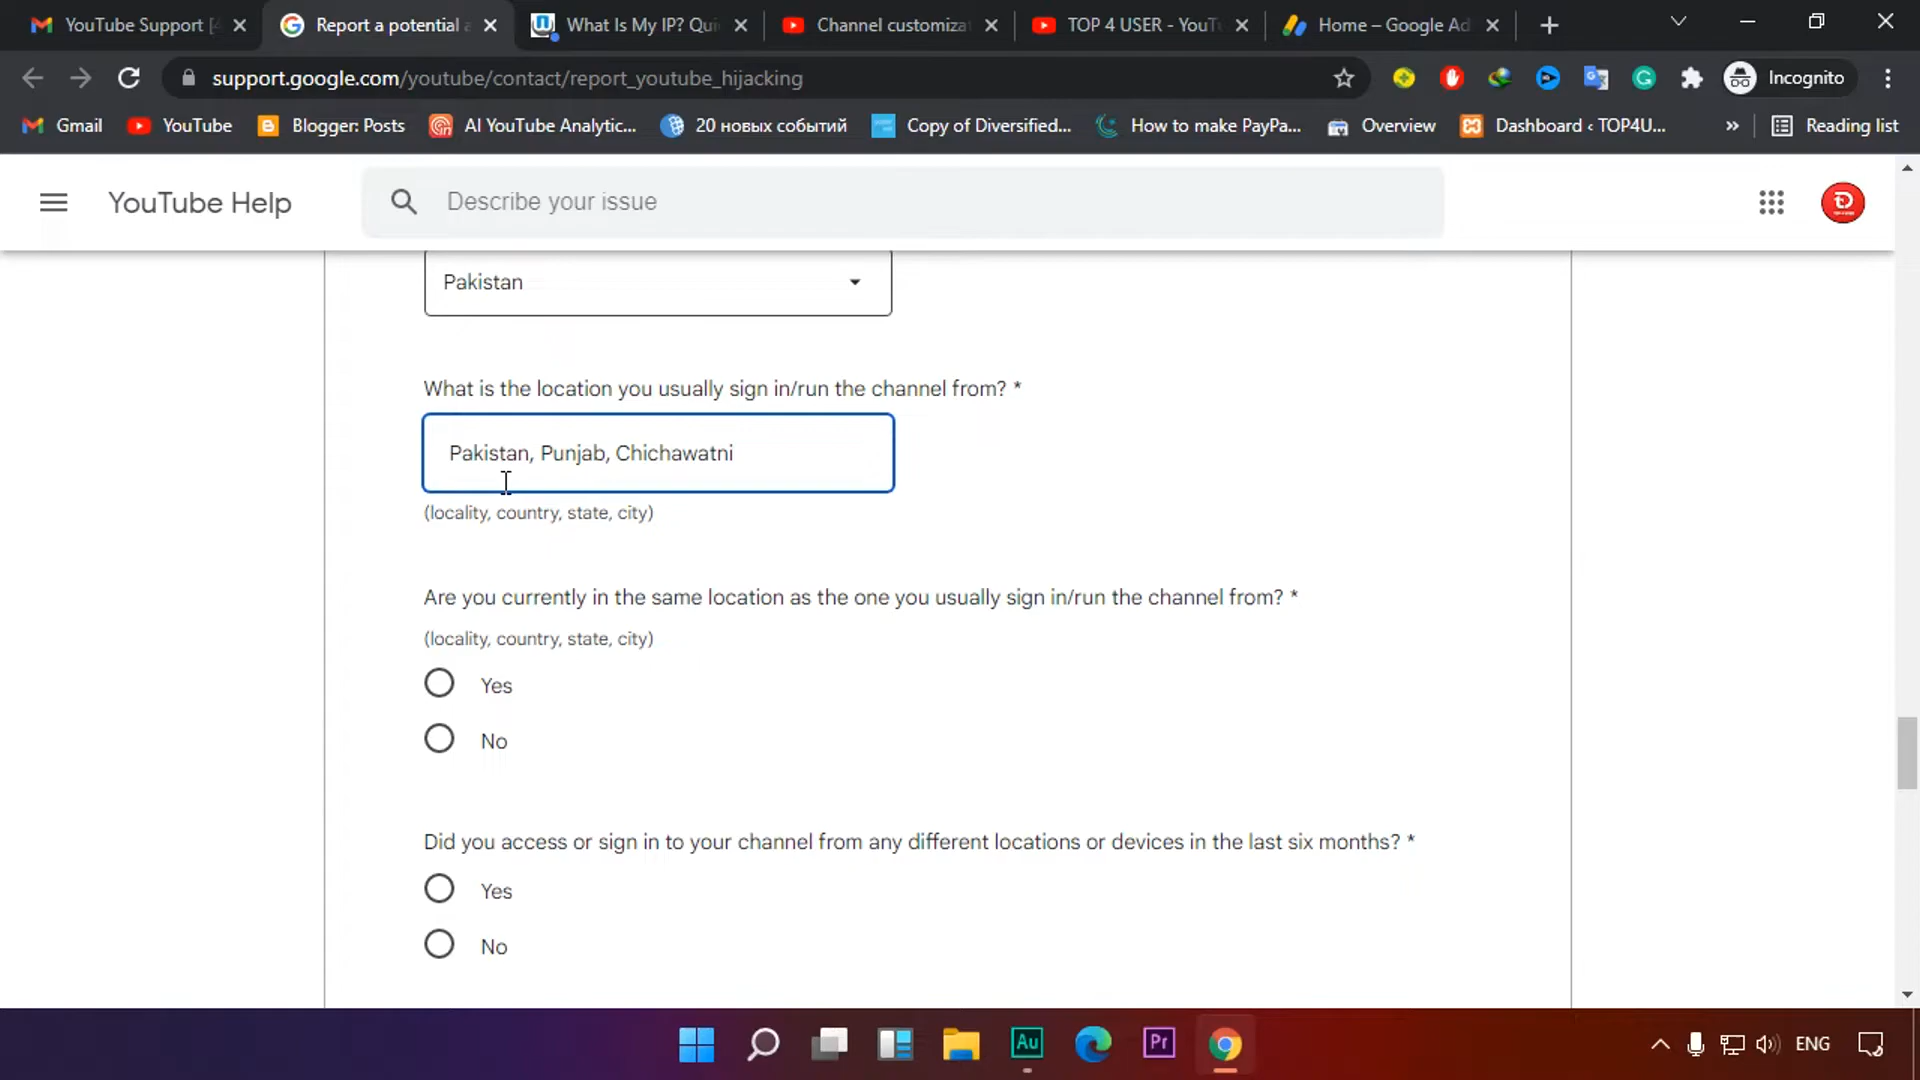 YouTube Support [4
Report a potential a
What Is My IP? Qui
Channel customizat
TOP 4 USER - YouTu
Home – Google Ad
support.google.com/youtube/contact/report_youtube_hijacking
Incognito
Gmail
YouTube
Blogger: Posts
AI YouTube Analytic...
20 новых событий
Copy of Diversified...
How to make PayPa...
Overview
Dashboard ‹ TOP4U...
»
Reading list
YouTube Help
Describe your issue
Pakistan
What is the location you usually sign in/run the channel from? *
Pakistan, Punjab, Chichawatni
(locality, country, state, city)
Are you currently in the same location as the one you usually sign in/run the channel from? *
(locality, country, state, city)
Yes
No
Did you access or sign in to your channel from any different locations or devices in the last six months? *
Yes
No
Au
Pr
ENG